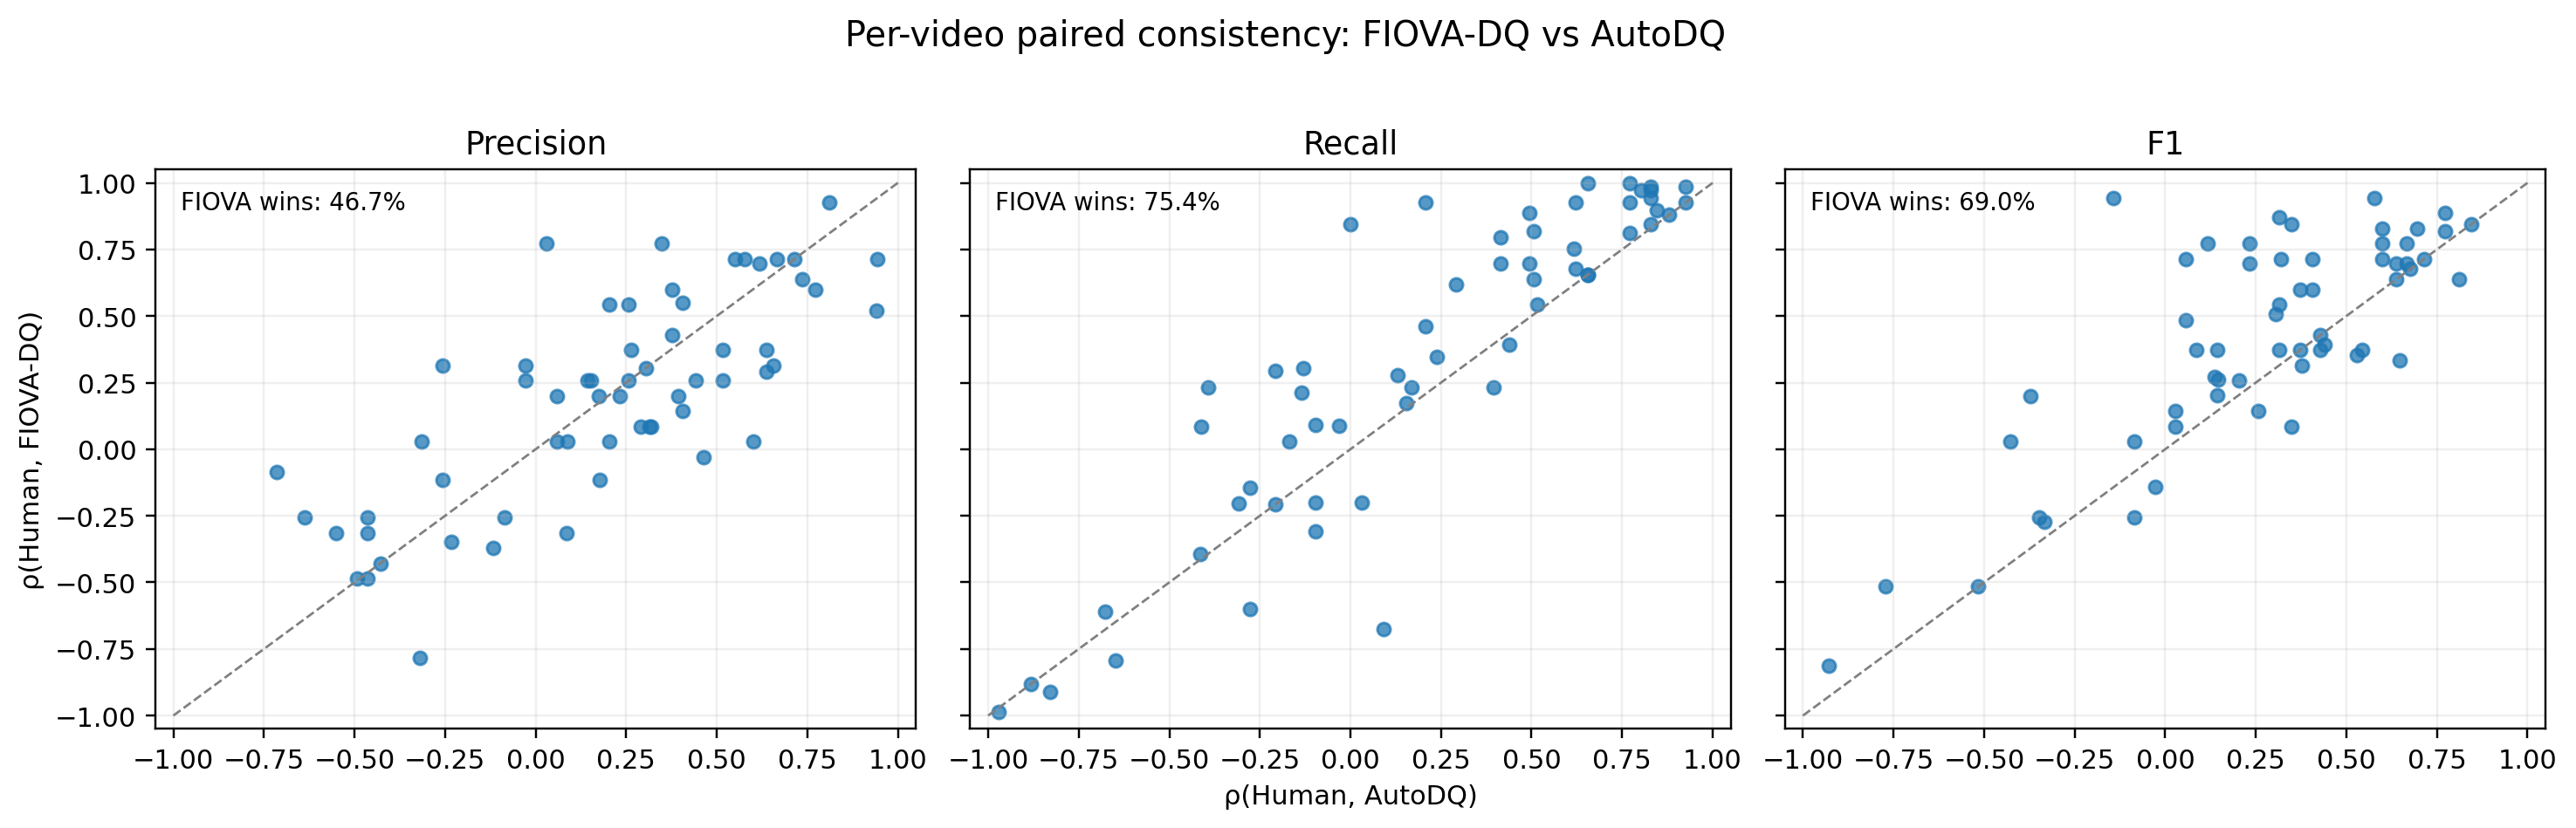 Per-video paired consistency: FIOVA-DQ vs AutoDQ
Precision
Recall
F1
FIOVA wins: 46.7%
FIOVA wins: 75.4%
FIOVA wins: 69.0%
1.00
0.75
0.50
0.25
0.00
−0.25
−0.50
−0.75
−1.00
ρ(Human, FIOVA-DQ)
−1.00 −0.75 −0.50 −0.25 0.00 0.25 0.50 0.75 1.00
−1.00 −0.75 −0.50 −0.25 0.00 0.25 0.50 0.75 1.00
−1.00 −0.75 −0.50 −0.25 0.00 0.25 0.50 0.75 1.00
ρ(Human, AutoDQ)